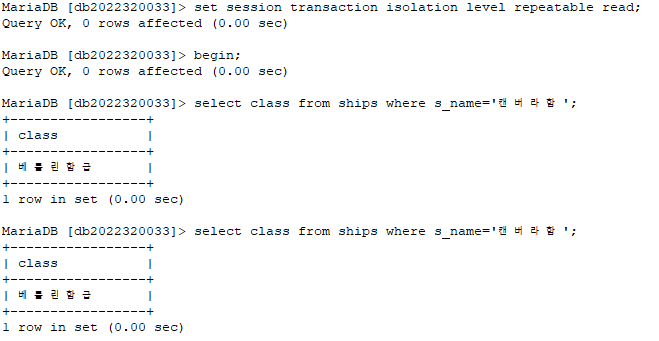 MariaDB [db2022320033]> set session transaction isolation level repeatable read;
Query OK, 0 rows affected (0.00 sec)
MariaDB [db2022320033]> begin;
Query OK, 0 rows affected (0.00 sec)
MariaDB [db2022320033]> select class from ships where s_name='캔버라함';
+-----------------+
| class           |
+-----------------+
| 베를린함급 |
+-----------------+
1 row in set (0.00 sec)
MariaDB [db2022320033]> select class from ships where s_name='캔버라함';
+-----------------+
| class           |
+-----------------+
| 베를린함급 |
+-----------------+
1 row in set (0.00 sec)